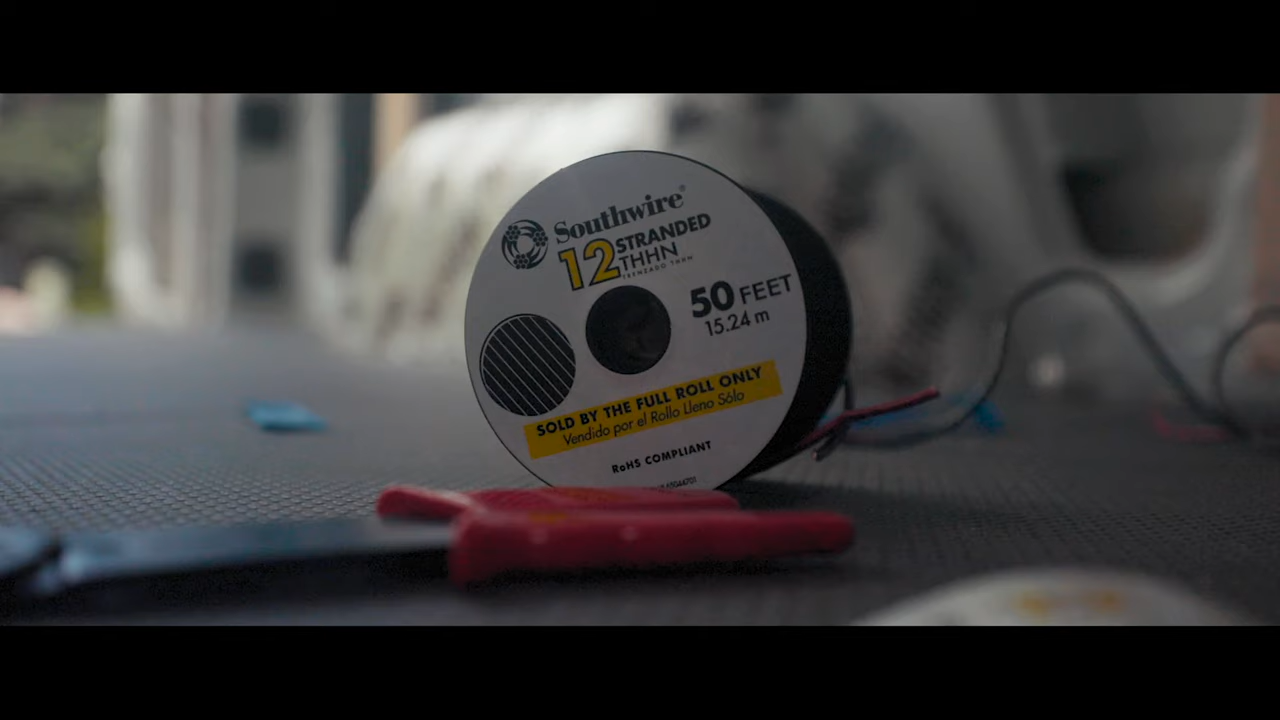 Southwire®
12 STRANDED
THHN
TRENZADO THHN
50 FEET
15.24 m
SOLD BY THE FULL ROLL ONLY
Vendido por el Rollo Lleno Sólo
RoHS COMPLIANT